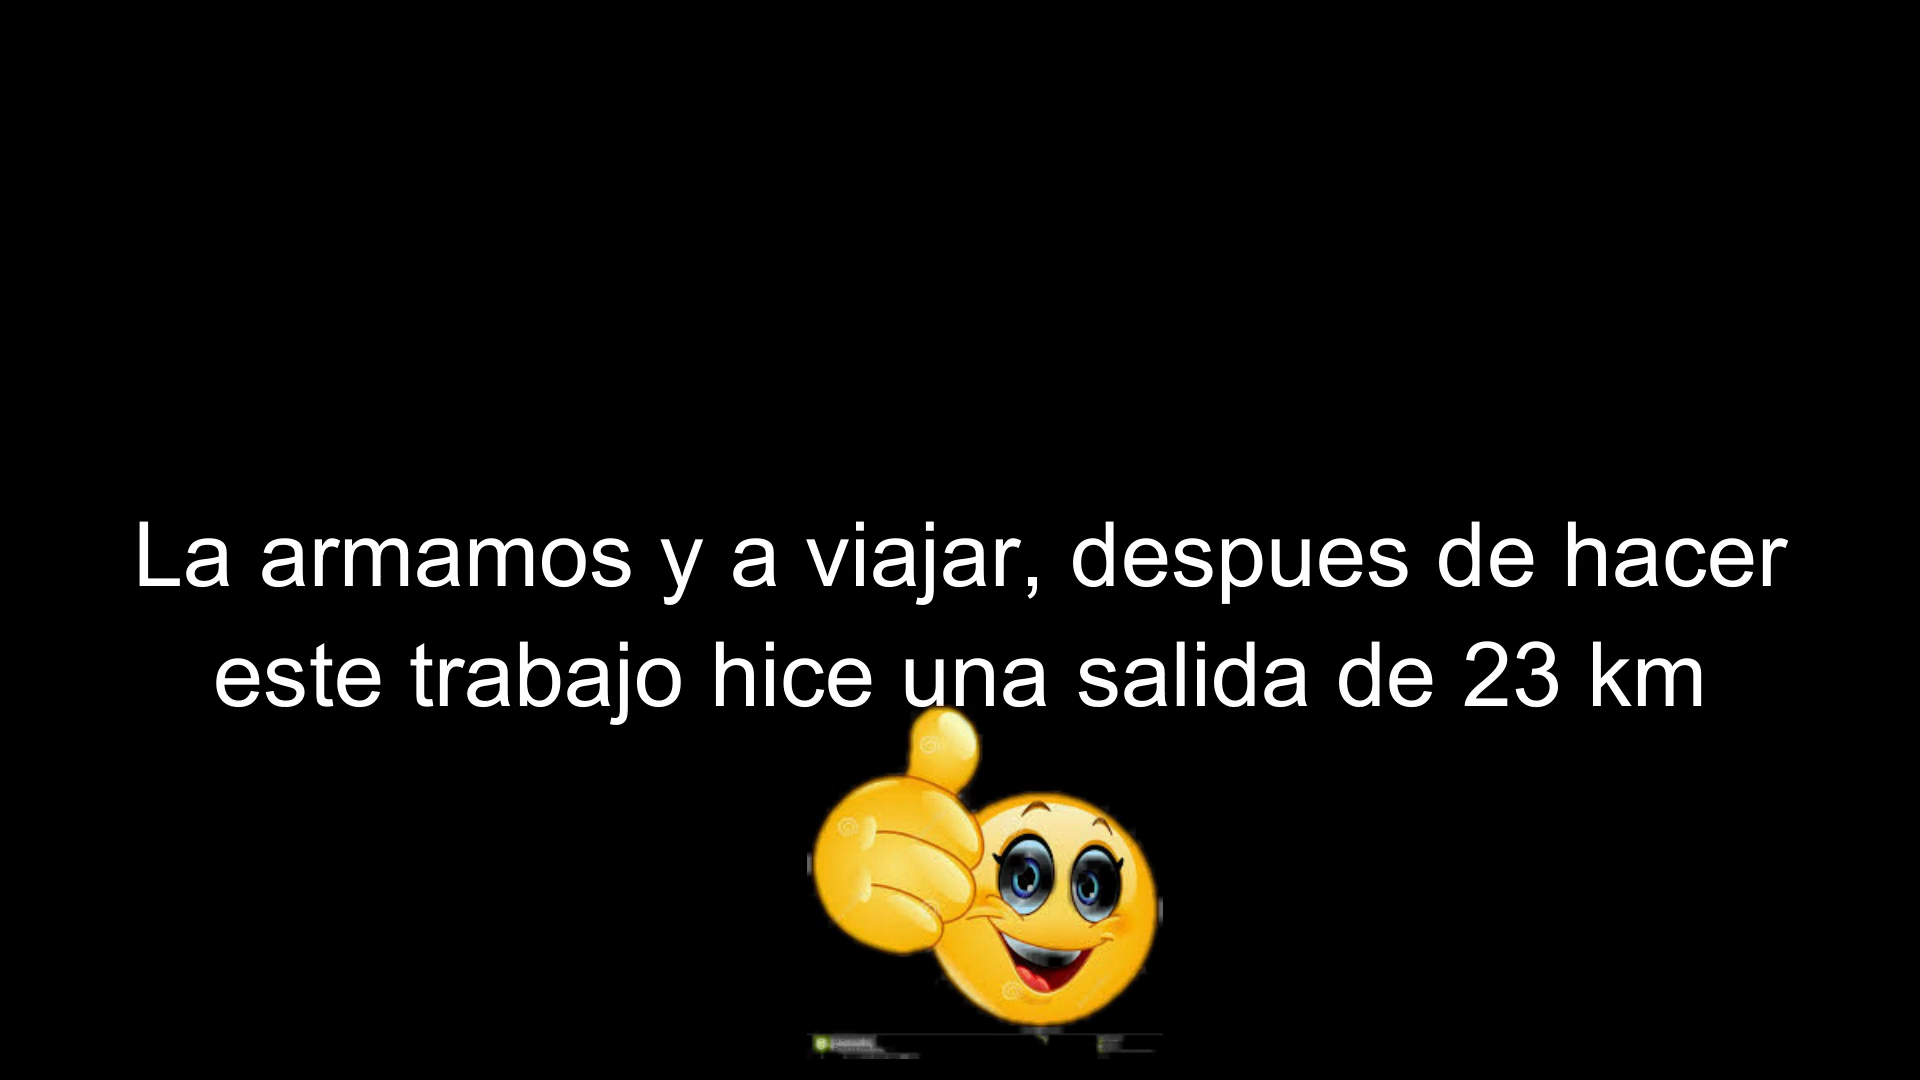 La armamos y a viajar, despues de hacer
este trabajo hice una salida de 23 km